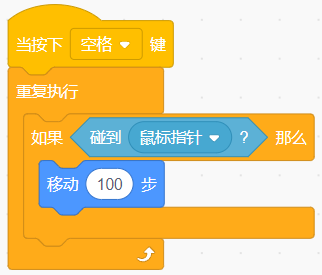 当按下 空格 键
重复执行
如果 碰到 鼠标指针 ? 那么
移动 100 步